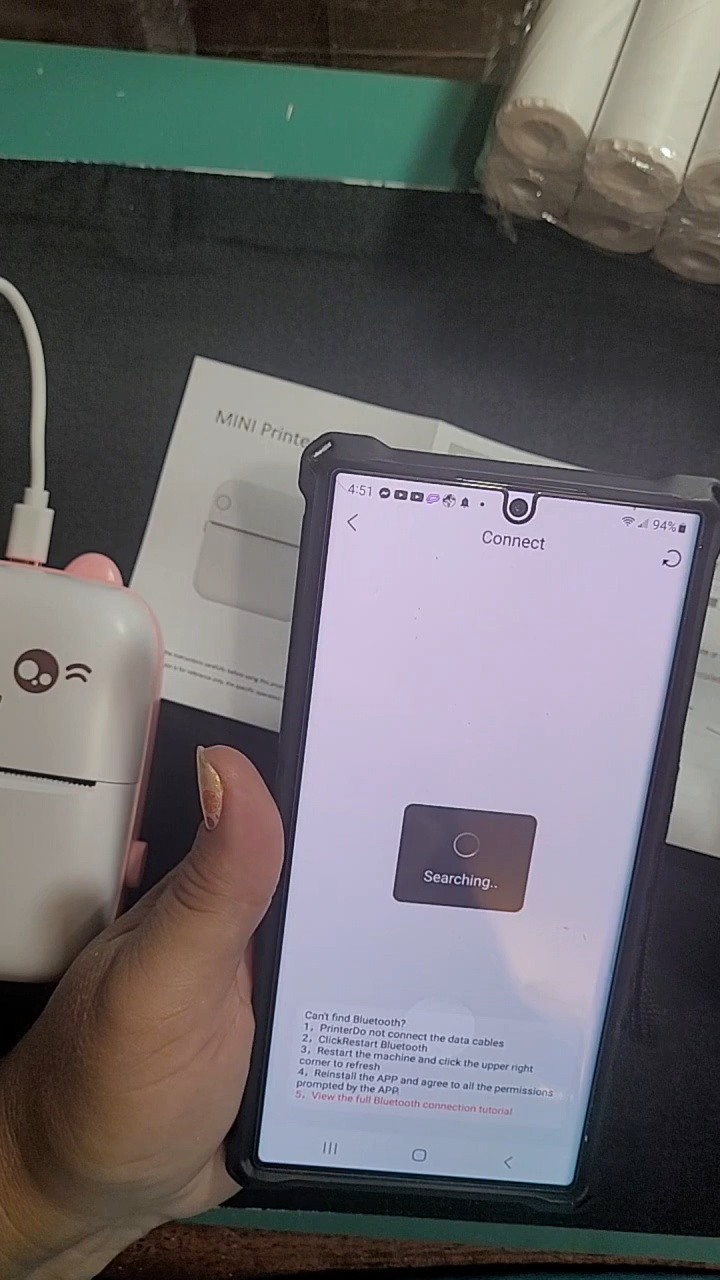 MINI Printe
4:51
94%
Connect
Searching..
Can't find Bluetooth?
1，PrinterDo not connect the data cables
2，ClickRestart Bluetooth
3，Restart the machine and click the upper right
corner to refresh
4，Reinstall the APP and agree to all the permissions
prompted by the APP
5，View the full Bluetooth connection tutorial